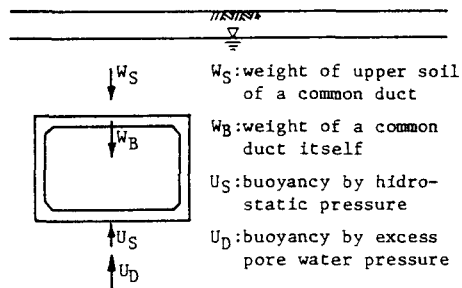 W_S
W_B
U_S
U_D
W_S:weight of upper soil
of a common duct
W_B:weight of a common
duct itself
U_S:buoyancy by hidro-
static pressure
U_D:buoyancy by excess
pore water pressure